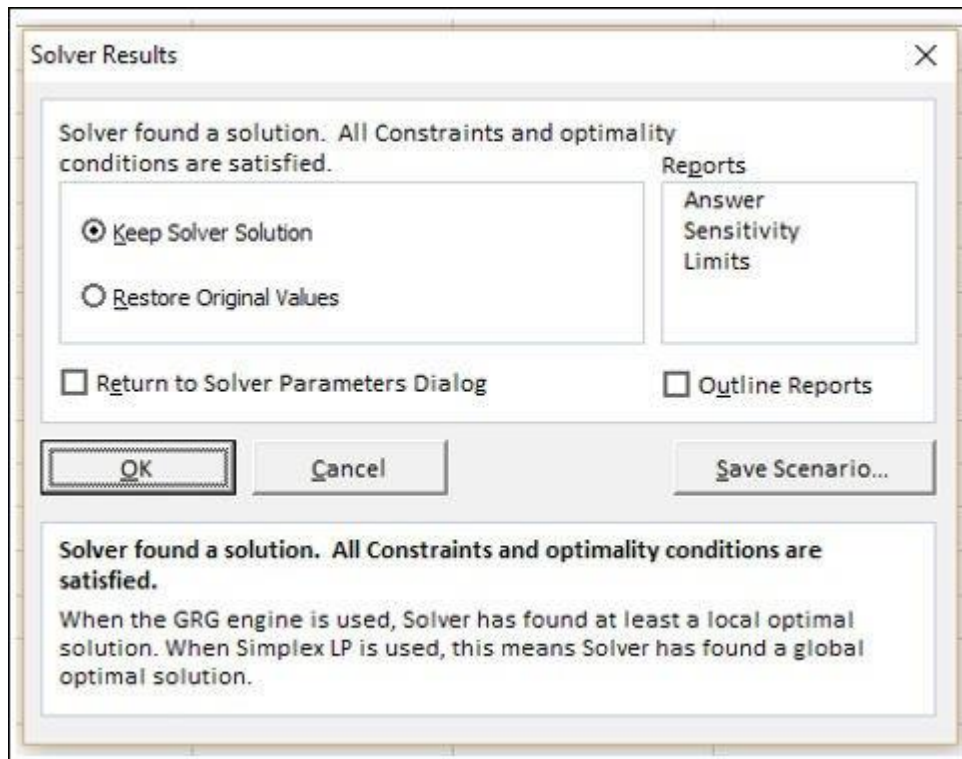 Solver Results
Solver found a solution. All Constraints and optimality
conditions are satisfied.
Keep Solver Solution
Restore Original Values
Reports
Answer
Sensitivity
Limits
Return to Solver Parameters Dialog
Outline Reports
OK
Cancel
Save Scenario...
Solver found a solution. All Constraints and optimality conditions are
satisfied.
When the GRG engine is used, Solver has found at least a local optimal
solution. When Simplex LP is used, this means Solver has found a global
optimal solution.